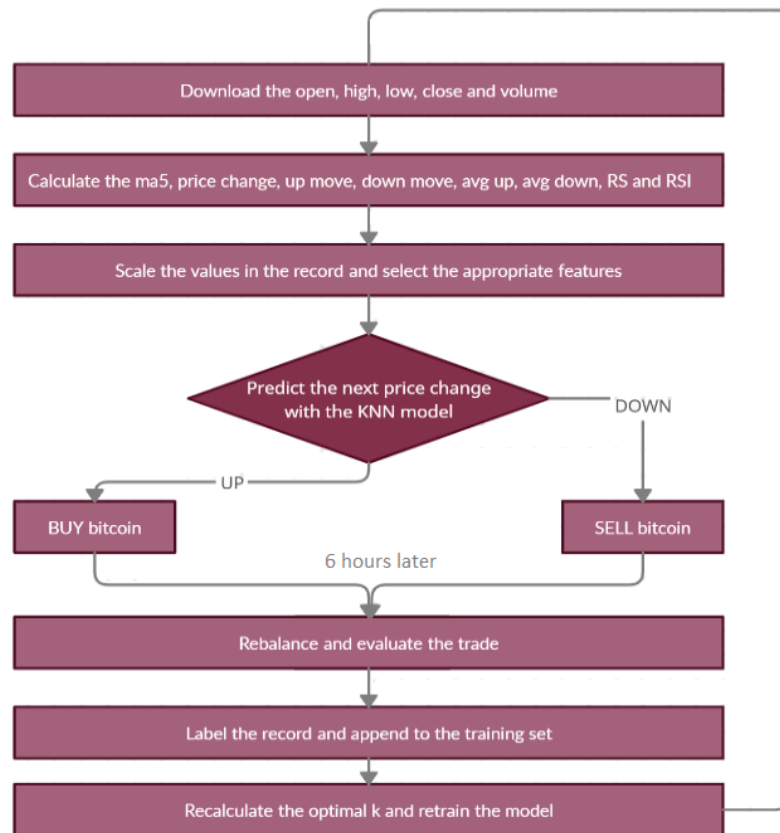 Download the open, high, low, close and volume
Calculate the ma5, price change, up move, down move, avg up, avg down, RS and RSI
Scale the values in the record and select the appropriate features
Predict the next price change
with the KNN model
DOWN
UP
BUY bitcoin
SELL bitcoin
6 hours later
Rebalance and evaluate the trade
Label the record and append to the training set
Recalculate the optimal k and retrain the model